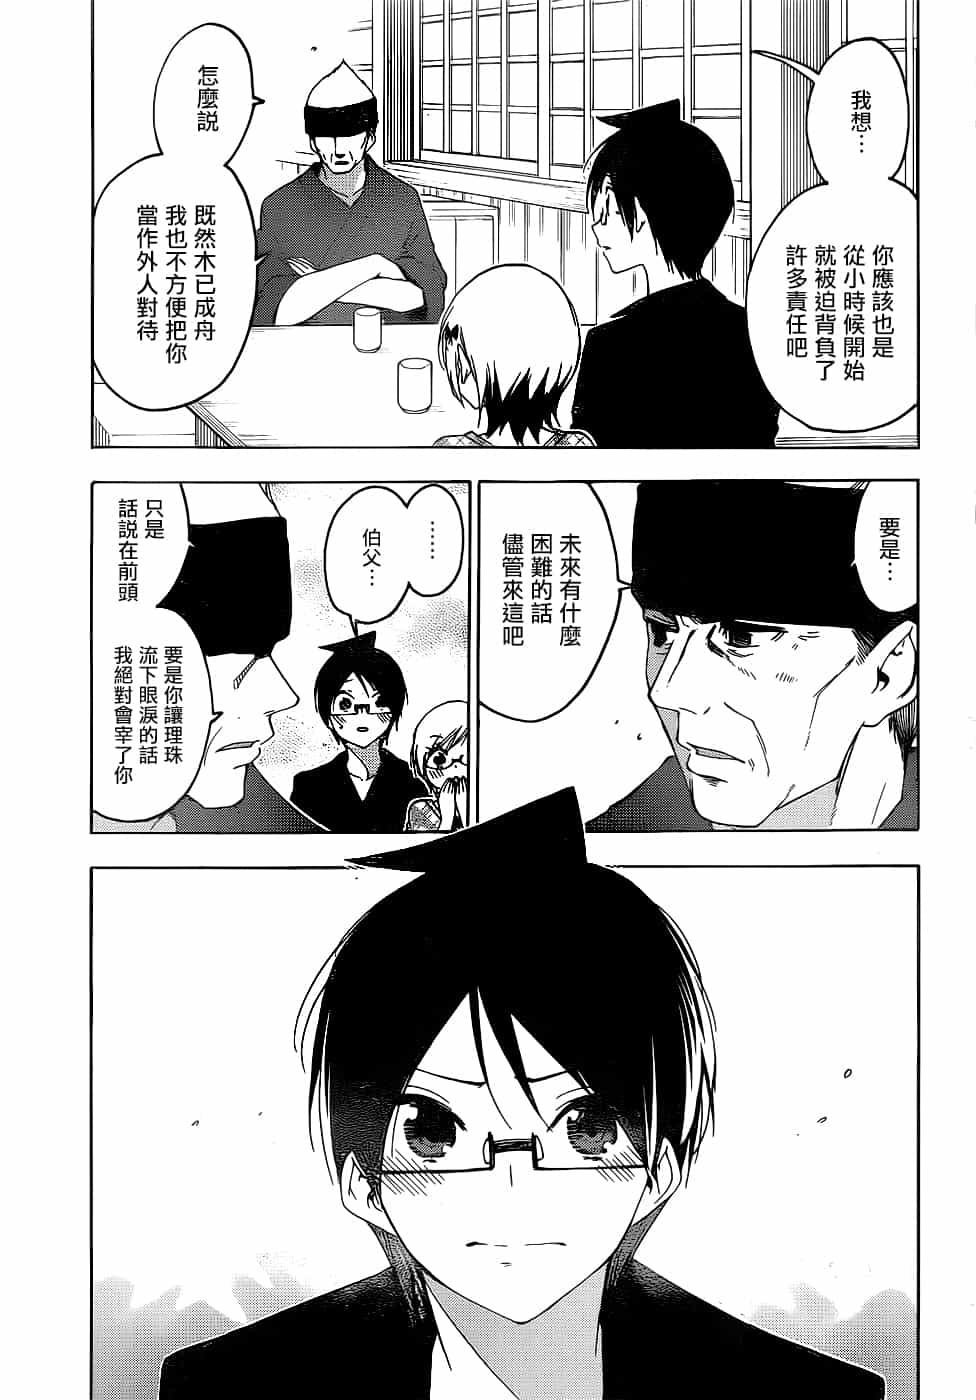 我想…
你應該也是
從小時候開始
就被迫背負了
許多責任吧
怎麼説
既然木已成舟
我也不方便把你
當作外人對待
要是…
未來有什麼
困難的話
儘管來這吧
……
伯父…
只是
話説在前頭
要是你讓理珠
流下眼淚的話
我絕對會宰了你